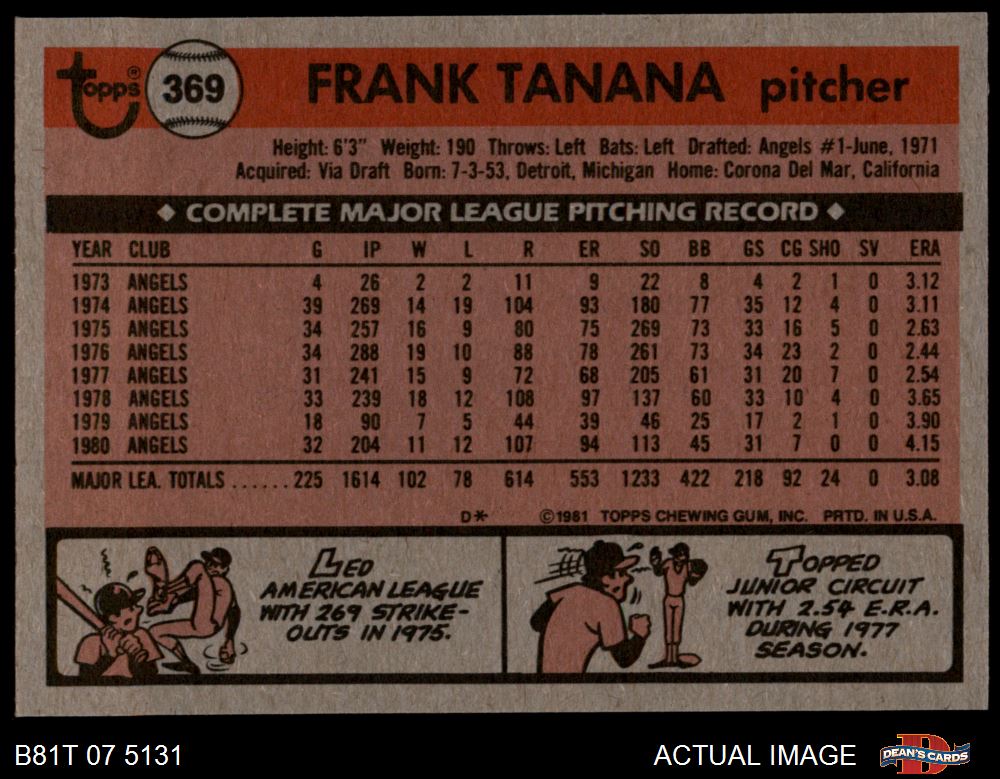 topps® 369 FRANK TANANA pitcher
Height: 6'3" Weight: 190 Throws: Left Bats: Left Drafted: Angels #1-June, 1971
Acquired: Via Draft Born: 7-3-53, Detroit, Michigan Home: Corona Del Mar, California
◆ COMPLETE MAJOR LEAGUE PITCHING RECORD ◆
YEAR CLUB G IP W L R ER SO BB GS CG SHO SV ERA
1973 ANGELS 4 26 2 2 11 9 22 8 4 2 1 0 3.12
1974 ANGELS 39 269 14 19 104 93 180 77 35 12 4 0 3.11
1975 ANGELS 34 257 16 9 80 75 269 73 33 16 5 0 2.63
1976 ANGELS 34 288 19 10 88 78 261 73 34 23 2 0 2.44
1977 ANGELS 31 241 15 9 72 68 205 61 31 20 7 0 2.54
1978 ANGELS 33 239 18 12 108 97 137 60 33 10 4 0 3.65
1979 ANGELS 18 90 7 5 44 39 46 25 17 2 1 0 3.90
1980 ANGELS 32 204 11 12 107 94 113 45 31 7 0 0 4.15
MAJOR LEA. TOTALS ...... 225 1614 102 78 614 553 1233 422 218 92 24 0 3.08
D* ©1981 TOPPS CHEWING GUM, INC. PRTD. IN U.S.A.
LED
AMERICAN LEAGUE
WITH 269 STRIKE-
OUTS IN 1975.
TOPPED
JUNIOR CIRCUIT
WITH 2.54 E.R.A.
DURING 1977
SEASON.
B81T 07 5131 ACTUAL IMAGE DEAN'S CARDS